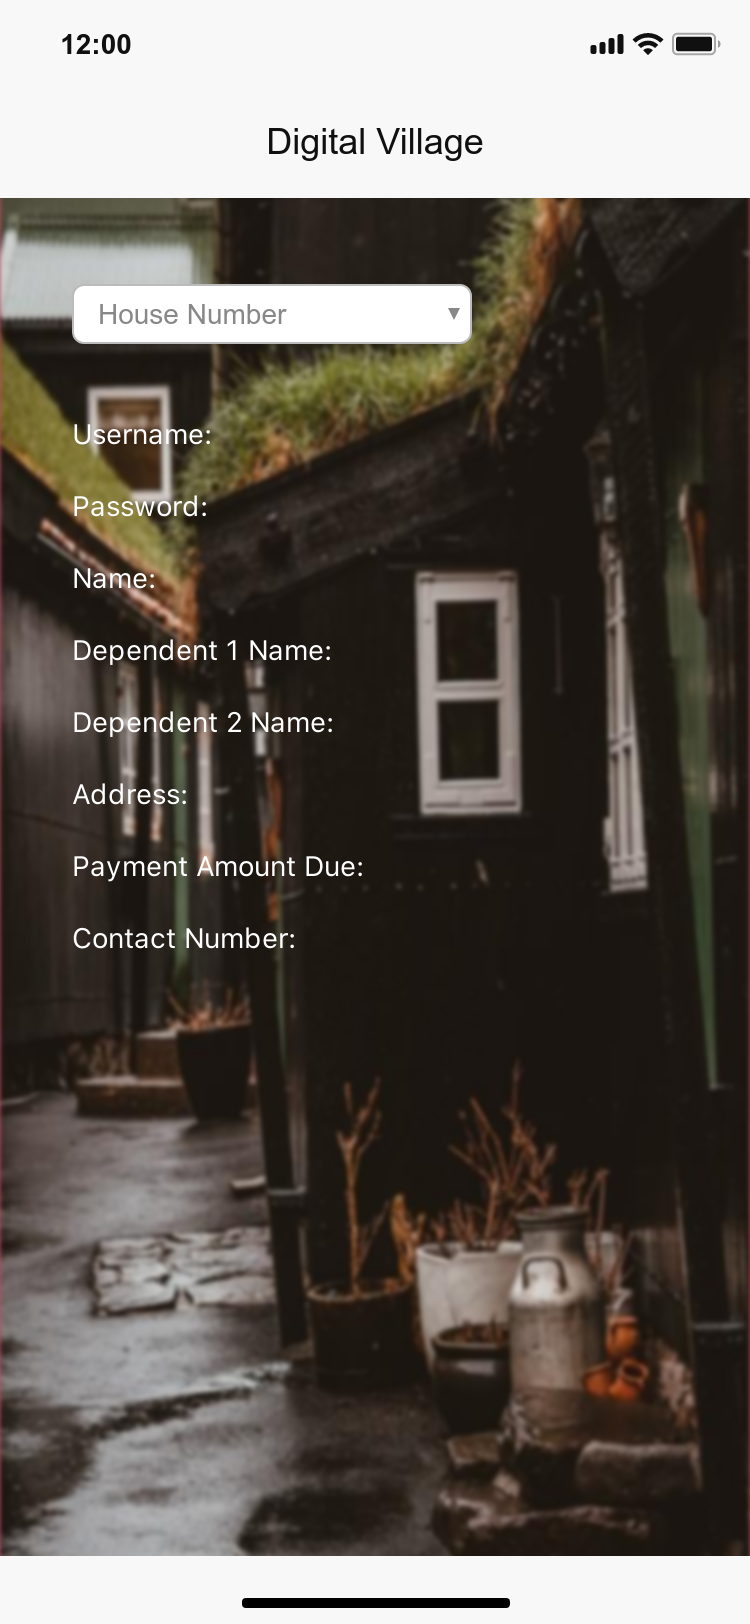 12:00
Digital Village
House Number
Username:
Password:
Name:
Dependent 1 Name:
Dependent 2 Name:
Address:
Payment Amount Due:
Contact Number: